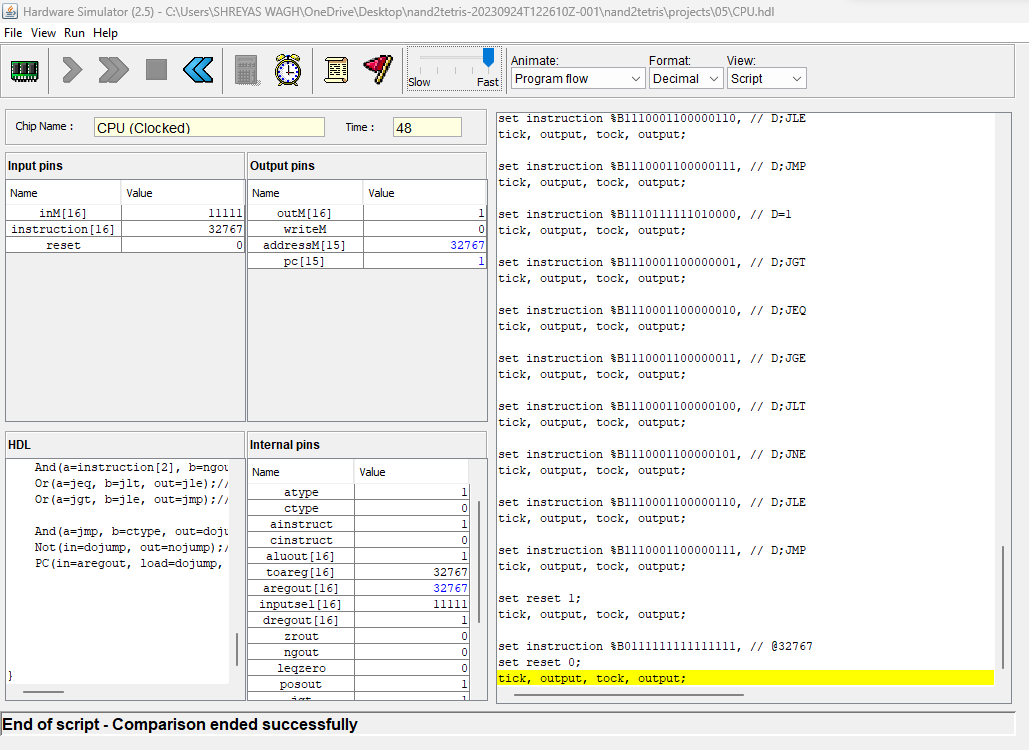 Hardware Simulator (2.5) - C:\Users\SHREYAS WAGH\OneDrive\Desktop\nand2tetris-20230924T122610Z-001\nand2tetris\projects\05\CPU.hdl
File View Run Help
Slow Fast
Animate: Format: View:
Program flow Decimal Script
Chip Name : CPU (Clocked) Time : 48
Input pins
Name Value
inM[16] 11111
instruction[16] 32767
reset 0
Output pins
Name Value
outM[16] 1
writeM 0
addressM[15] 32767
pc[15] 1
HDL
And(a=instruction[2], b=ngou
Or(a=jeq, b=jlt, out=jle);//
Or(a=jgt, b=jle, out=jmp);//
And(a=jmp, b=ctype, out=doju
Not(in=dojump, out=nojump);/
PC(in=aregout, load=dojump,
}
Internal pins
Name Value
atype 1
ctype 0
ainstruct 1
cinstruct 0
aluout[16] 1
toareg[16] 32767
aregout[16] 32767
inputsel[16] 11111
dregout[16] 1
zrout 0
ngout 0
leqzero 0
posout 1
set instruction %B1110001100000110, // D;JLE
tick, output, tock, output;
set instruction %B1110001100000111, // D;JMP
tick, output, tock, output;
set instruction %B1110111111010000, // D=1
tick, output, tock, output;
set instruction %B1110001100000001, // D;JGT
tick, output, tock, output;
set instruction %B1110001100000010, // D;JEQ
tick, output, tock, output;
set instruction %B1110001100000011, // D;JGE
tick, output, tock, output;
set instruction %B1110001100000100, // D;JLT
tick, output, tock, output;
set instruction %B1110001100000101, // D;JNE
tick, output, tock, output;
set instruction %B1110001100000110, // D;JLE
tick, output, tock, output;
set instruction %B1110001100000111, // D;JMP
tick, output, tock, output;
set reset 1;
tick, output, tock, output;
set instruction %B0111111111111111, // @32767
set reset 0;
tick, output, tock, output;
End of script - Comparison ended successfully